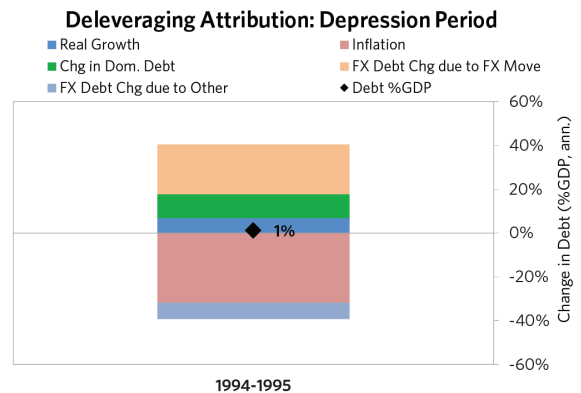 Deleveraging Attribution: Depression Period
Real Growth
Inflation
Chg in Dom. Debt
FX Debt Chg due to FX Move
FX Debt Chg due to Other
Debt %GDP
60%
40%
20%
0%
-20%
-40%
-60%
Change in Debt (%GDP, ann.)
1%
1994-1995